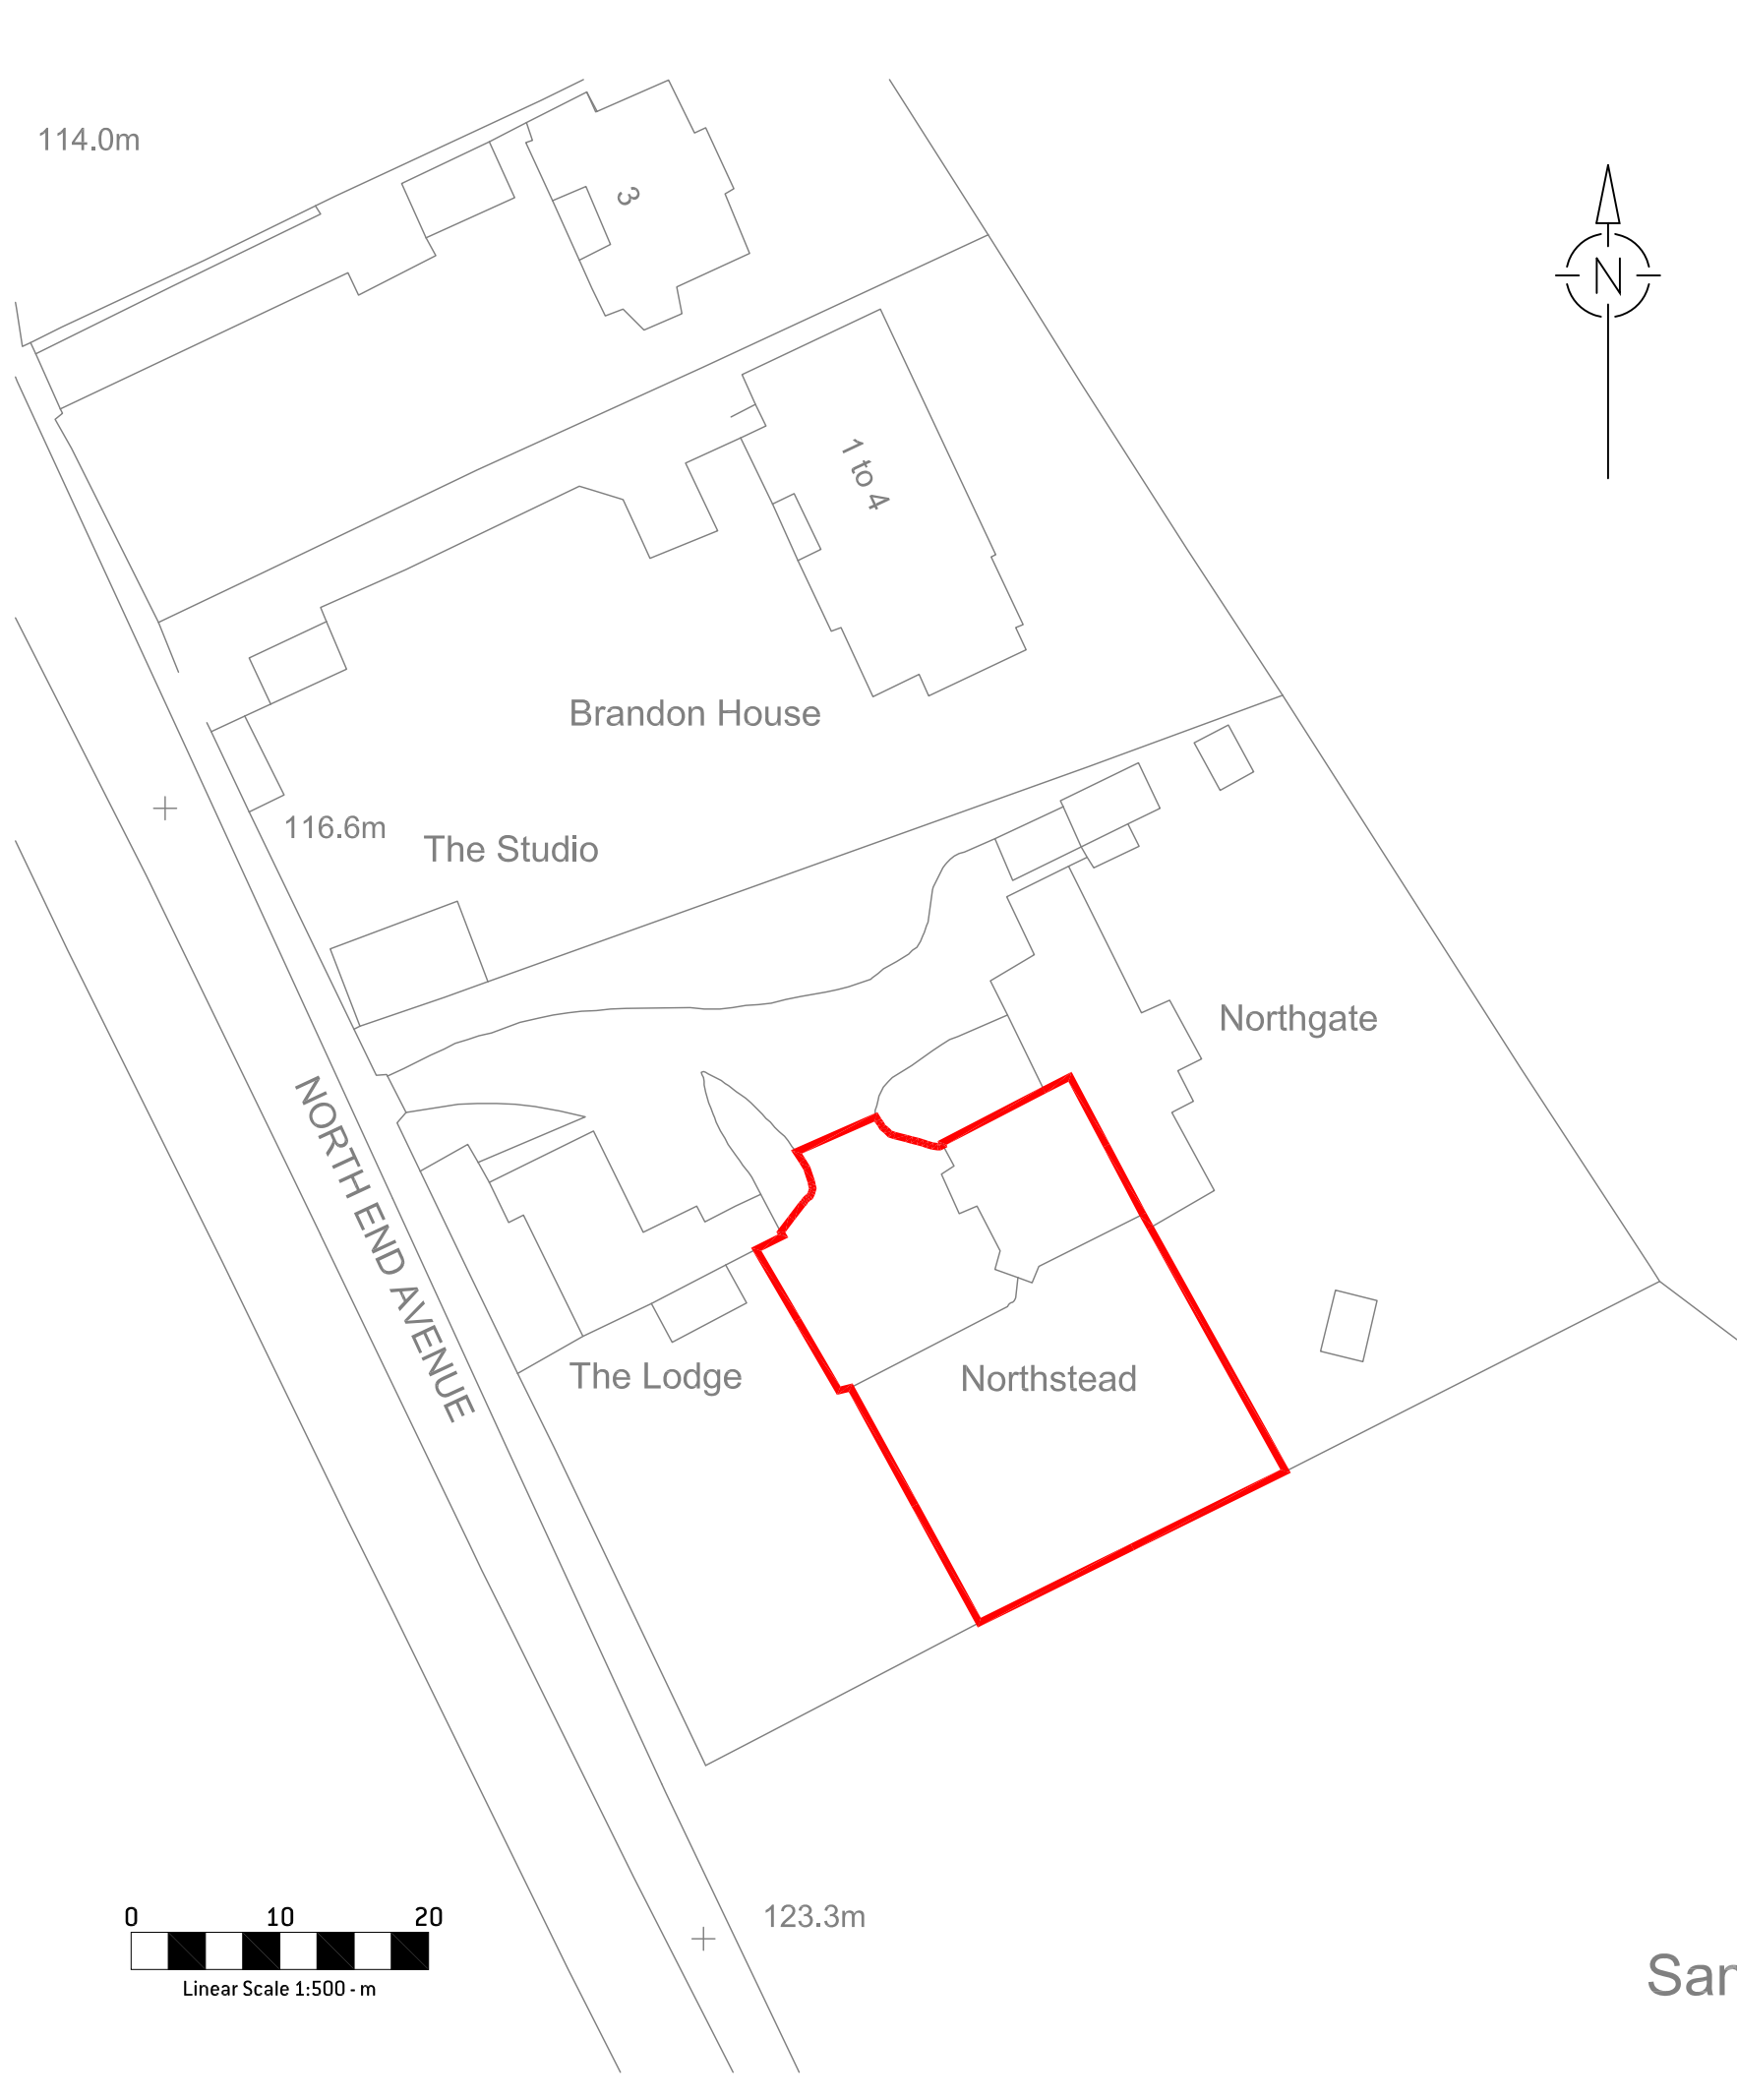 114.0m
3
N
1 to 4
Brandon House
116.6m
The Studio
Northgate
NORTH END AVENUE
The Lodge
Northstead
0 10 20
Linear Scale 1:500 - m
123.3m
San